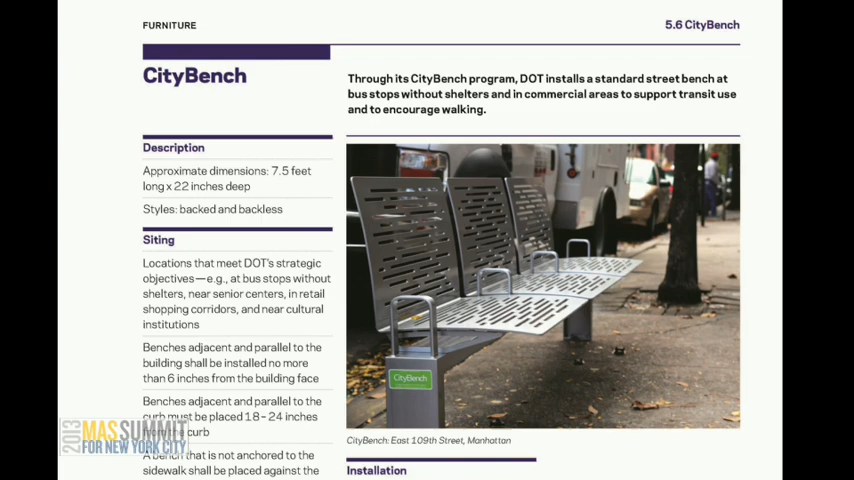 FURNITURE
5.6 CityBench
CityBench
Through its CityBench program, DOT installs a standard street bench at
bus stops without shelters and in commercial areas to support transit use
and to encourage walking.
Description
Approximate dimensions: 7.5 feet
long x 22 inches deep
Styles: backed and backless
Siting
Locations that meet DOT's strategic
objectives—e.g., at bus stops without
shelters, near senior centers, in retail
shopping corridors, and near cultural
institutions
Benches adjacent and parallel to the
building shall be installed no more
than 6 inches from the building face
Benches adjacent and parallel to the
curb must be placed 18–24 inches
from the curb
A bench that is not anchored to the
sidewalk shall be placed against the
CityBench
CityBench: East 109th Street, Manhattan
Installation
2013 MAS SUMMIT
FOR NEW YORK CITY